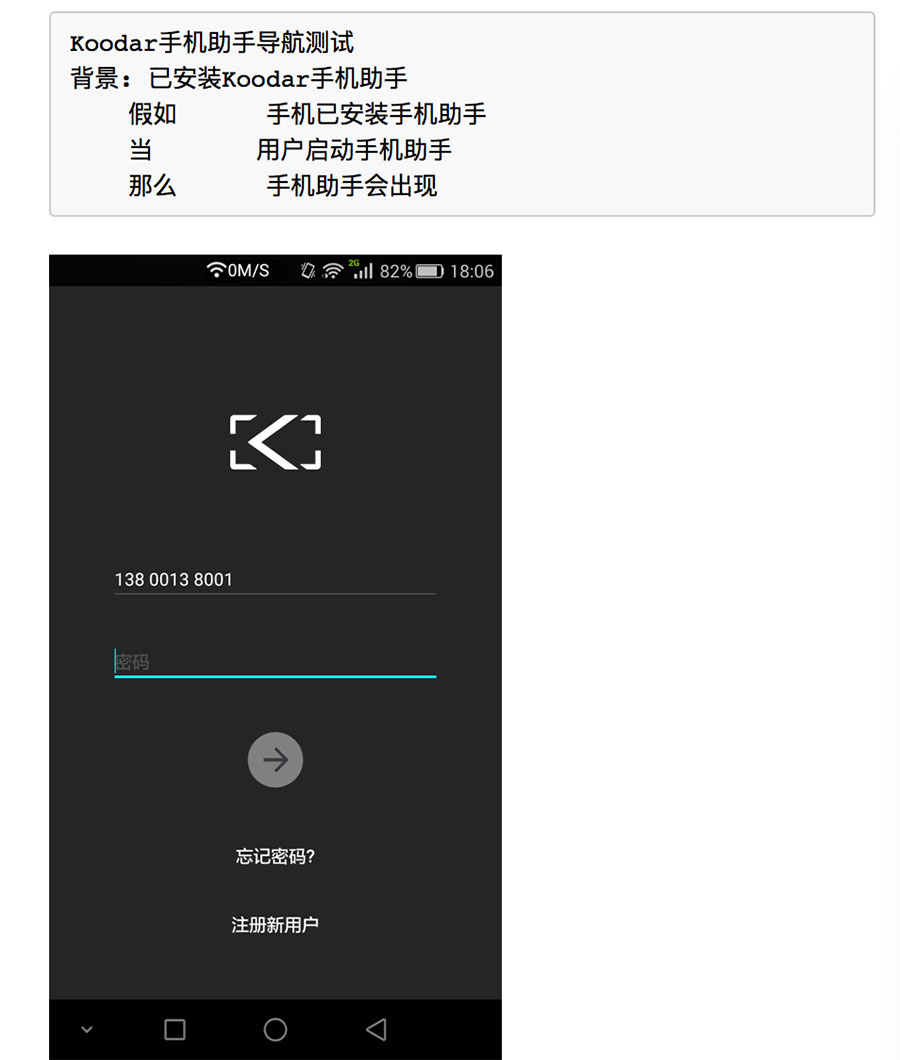 Koodar手机助手导航测试
背景：已安装Koodar手机助手
假如 手机已安装手机助手
当 用户启动手机助手
那么 手机助手会出现
0M/S 2G 82% 18:06
138 0013 8001
密码
忘记密码?
注册新用户